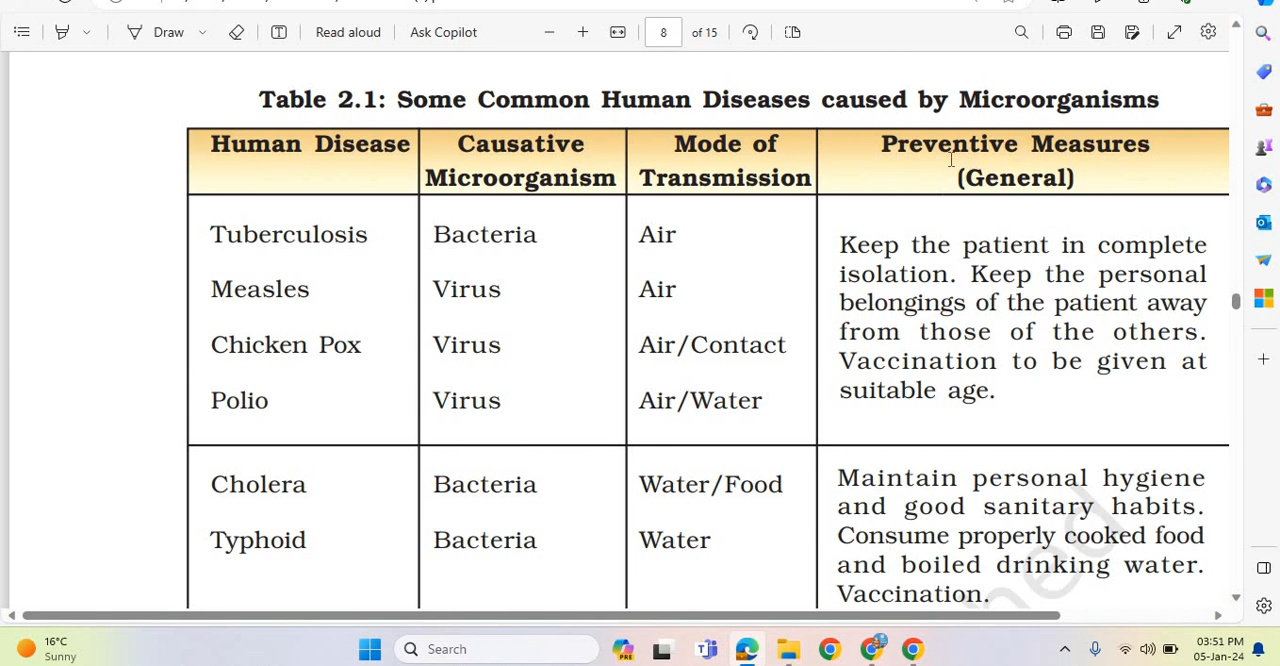 Draw
Read aloud
Ask Copilot
8
of 15
Table 2.1: Some Common Human Diseases caused by Microorganisms
Human Disease
Causative
Microorganism
Mode of
Transmission
Preventive Measures
(General)
Tuberculosis
Bacteria
Air
Measles
Virus
Air
Chicken Pox
Virus
Air/Contact
Polio
Virus
Air/Water
Keep the patient in complete
isolation. Keep the personal
belongings of the patient away
from those of the others.
Vaccination to be given at
suitable age.
Cholera
Bacteria
Water/Food
Typhoid
Bacteria
Water
Maintain personal hygiene
and good sanitary habits.
Consume properly cooked food
and boiled drinking water.
Vaccination.
16°C
Sunny
Search
PRE
03:51 PM
05-Jan-24